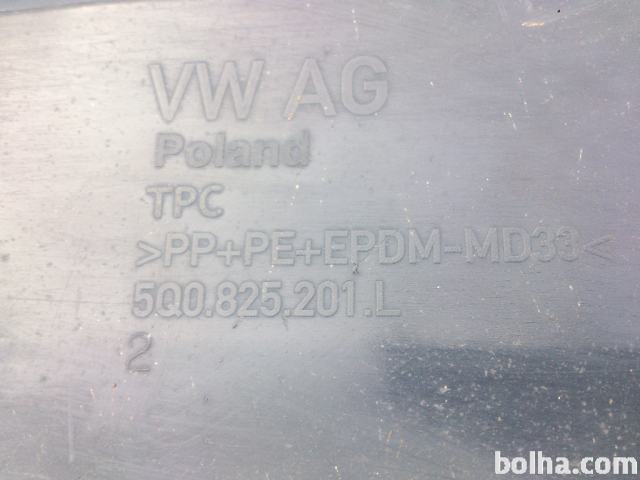 VW AG
Poland
TPC
>PP+PE+EPDM-MD33<
5Q0.825.201.L
2
bolha.com®